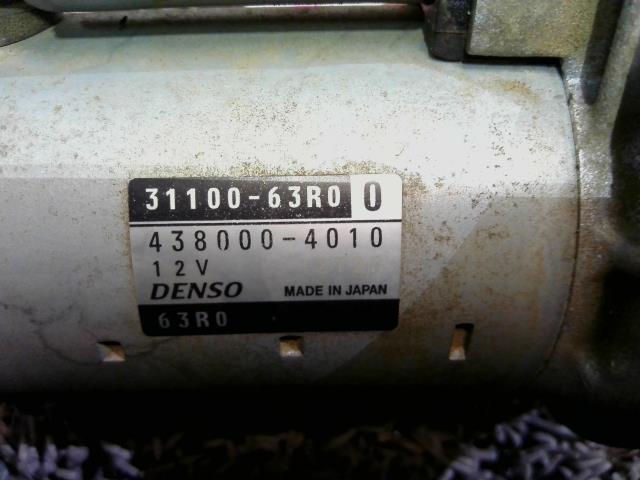 31100-63R0 0
438000-4010
12V
DENSO MADE IN JAPAN
63R0